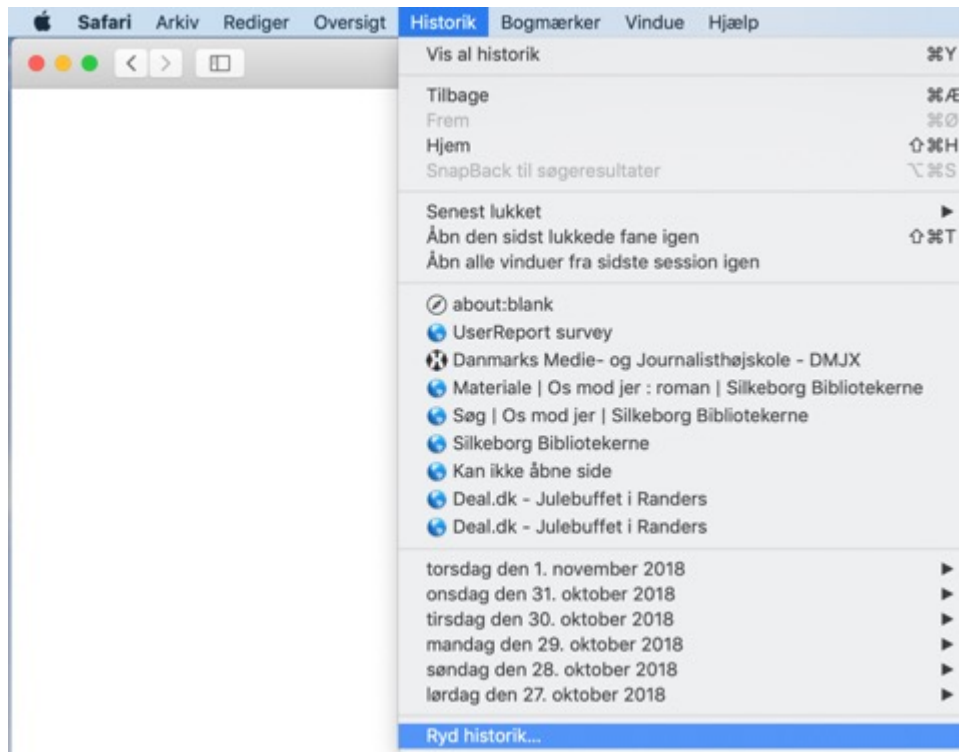 Safari Arkiv Rediger Oversigt Historik Bogmærker Vindue Hjælp
Vis al historik ⌘Y
Tilbage ⌘Æ
Frem ⌘Ø
Hjem ⇧⌘H
SnapBack til søgeresultater ⌥⌘S
Senest lukket ▶
Åbn den sidst lukkede fane igen ⇧⌘T
Åbn alle vinduer fra sidste session igen
about:blank
UserReport survey
Danmarks Medie- og Journalisthøjskole - DMJX
Materiale | Os mod jer : roman | Silkeborg Bibliotekerne
Søg | Os mod jer | Silkeborg Bibliotekerne
Silkeborg Bibliotekerne
Kan ikke åbne side
Deal.dk - Julebuffet i Randers
Deal.dk - Julebuffet i Randers
torsdag den 1. november 2018 ▶
onsdag den 31. oktober 2018 ▶
tirsdag den 30. oktober 2018 ▶
mandag den 29. oktober 2018 ▶
søndag den 28. oktober 2018 ▶
lørdag den 27. oktober 2018 ▶
Ryd historik...